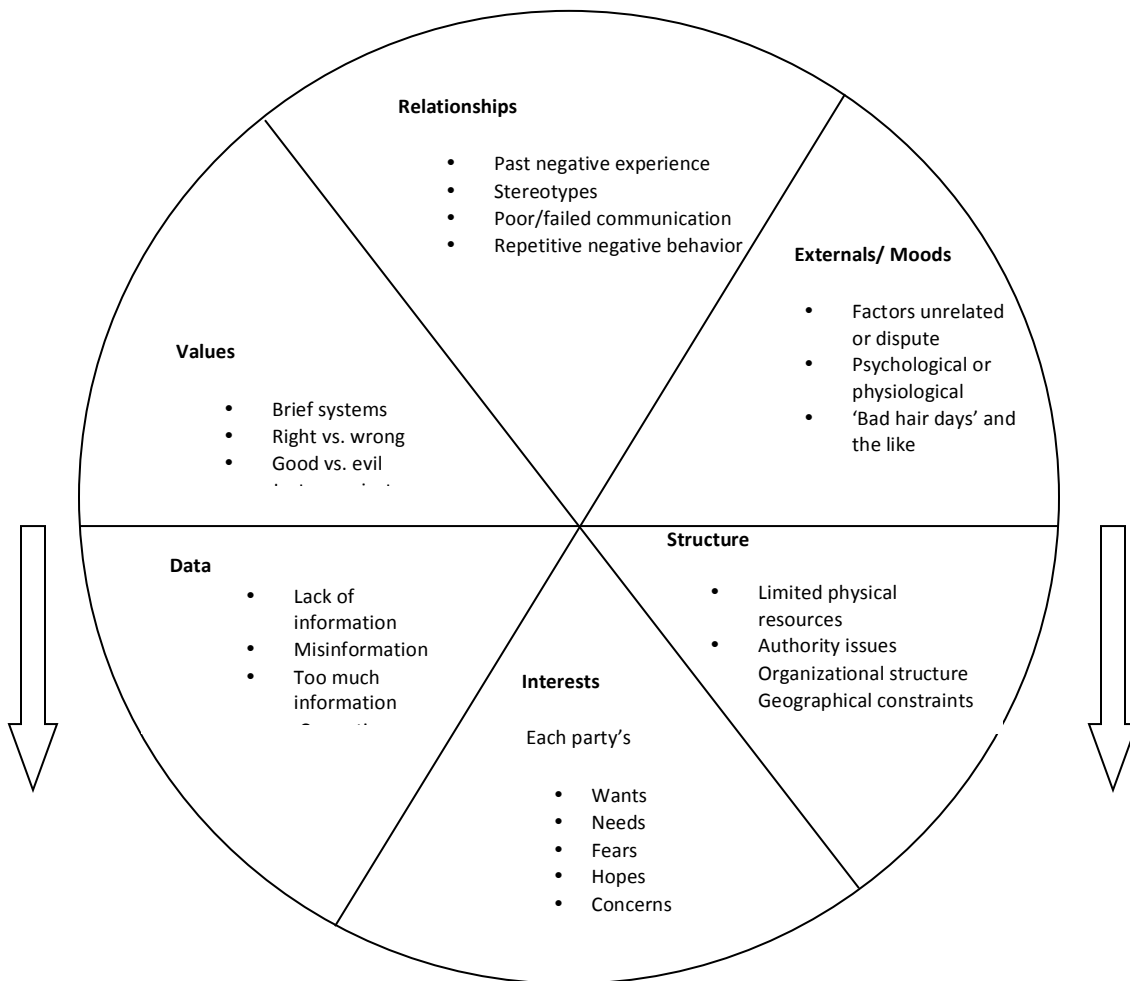 Relationships
• Past negative experience
• Stereotypes
• Poor/failed communication
• Repetitive negative behavior
Externals/ Moods
• Factors unrelated
or dispute
• Psychological or
physiological
• ‘Bad hair days’ and
the like
Values
• Brief systems
• Right vs. wrong
• Good vs. evil
Structure
• Limited physical
resources
• Authority issues
Organizational structure
Geographical constraints
Data
• Lack of
information
• Misinformation
• Too much
information
Interests
Each party’s
• Wants
• Needs
• Fears
• Hopes
• Concerns